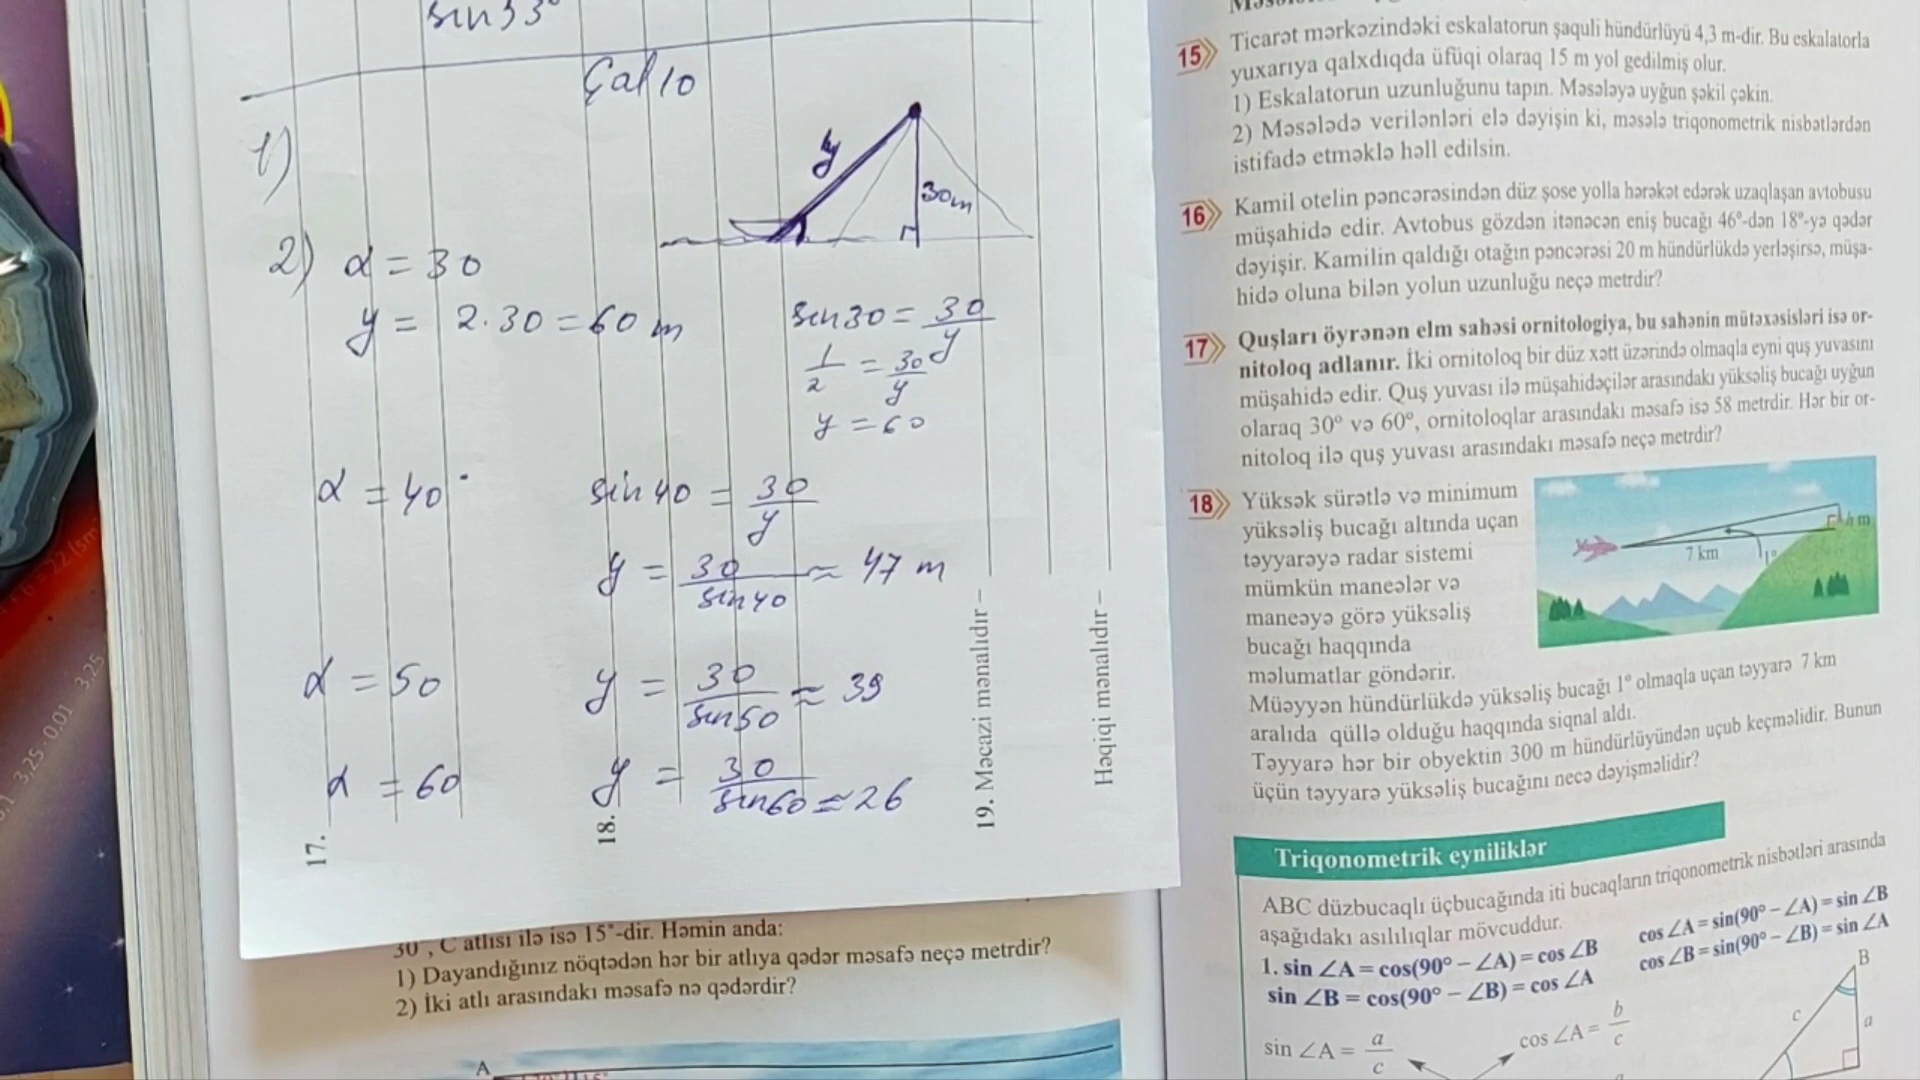 sin33°
Çal 10
1)
y
30m
2) α = 30
y = 2·30 = 60 m
sin30 = 30/y
1/2 = 30/y
y = 60
α = 40°
sin40 = 30/y
y = 30/sin40 ≈ 47 m
α = 50
y = 30/sin50 ≈ 39
α = 60
y = 30/sin60 ≈ 26
17.
18.
19. Məcazi mənalıdır –
Həqiqi mənalıdır –
30°, C atlısı ilə isə 15°-dir. Həmin anda:
1) Dayandığınız nöqtədən hər bir atlıya qədər məsafə neçə metrdir?
2) İki atlı arasındakı məsafə nə qədərdir?
A
15 Ticarət mərkəzindəki eskalatorun şaquli hündürlüyü 4,3 m-dir. Bu eskalatorla
yuxarıya qalxdıqda üfüqi olaraq 15 m yol gedilmiş olur.
1) Eskalatorun uzunluğunu tapın. Məsələyə uyğun şəkil çəkin.
2) Məsələdə verilənləri elə dəyişin ki, məsələ triqonometrik nisbətlərdən
istifadə etməklə həll edilsin.
16 Kamil otelin pəncərəsindən düz şose yolla hərəkət edərək uzaqlaşan avtobusu
müşahidə edir. Avtobus gözdən itənəcən eniş bucağı 46°-dən 18°-yə qədər
dəyişir. Kamilin qaldığı otağın pəncərəsi 20 m hündürlükdə yerləşirsə, müşa-
hidə oluna bilən yolun uzunluğu neçə metrdir?
17 Quşları öyrənən elm sahəsi ornitologiya, bu sahənin mütəxəsisləri isə or-
nitoloq adlanır. İki ornitoloq bir düz xətt üzərində olmaqla eyni quş yuvasını
müşahidə edir. Quş yuvası ilə müşahidəçilər arasındakı yüksəliş bucağı uyğun
olaraq 30° və 60°, ornitoloqlar arasındakı məsafə isə 58 metrdir. Hər bir or-
nitoloq ilə quş yuvası arasındakı məsafə neçə metrdir?
18 Yüksək sürətlə və minimum
yüksəliş bucağı altında uçan
təyyarəyə radar sistemi
mümkün maneələr və
maneəyə görə yüksəliş
bucağı haqqında
məlumatlar göndərir.
7 km
1°
h m
Müəyyən hündürlükdə yüksəliş bucağı 1° olmaqla uçan təyyarə 7 km
aralıda qüllə olduğu haqqında siqnal aldı.
Təyyarə hər bir obyektin 300 m hündürlüyündən uçub keçməlidir. Bunun
üçün təyyarə yüksəliş bucağını necə dəyişməlidir?
Triqonometrik eyniliklər
ABC düzbucaqlı üçbucağında iti bucaqların triqonometrik nisbətləri arasında
aşağıdakı asılılıqlar mövcuddur.
1. sin ∠A = cos(90° – ∠A) = cos ∠B
cos ∠A = sin(90° – ∠A) = sin ∠B
sin ∠B = cos(90° – ∠B) = cos ∠A
cos ∠B = sin(90° – ∠B) = sin ∠A
sin ∠A = a/c
cos ∠A = b/c
B
c
a